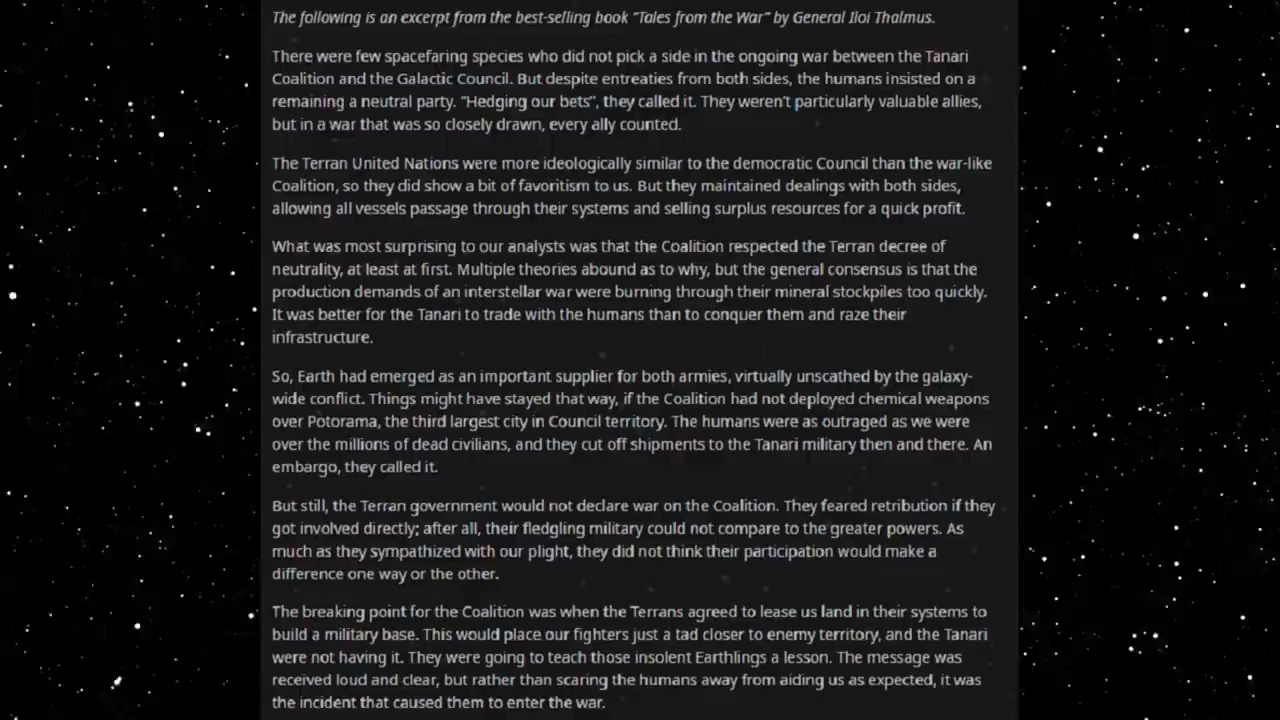 The following is an excerpt from the best-selling book “Tales from the War” by General Iloi Thalmus.
There were few spacefaring species who did not pick a side in the ongoing war between the Tanari
Coalition and the Galactic Council. But despite entreaties from both sides, the humans insisted on a
remaining a neutral party. “Hedging our bets”, they called it. They weren’t particularly valuable allies,
but in a war that was so closely drawn, every ally counted.
The Terran United Nations were more ideologically similar to the democratic Council than the war-like
Coalition, so they did show a bit of favoritism to us. But they maintained dealings with both sides,
allowing all vessels passage through their systems and selling surplus resources for a quick profit.
What was most surprising to our analysts was that the Coalition respected the Terran decree of
neutrality, at least at first. Multiple theories abound as to why, but the general consensus is that the
production demands of an interstellar war were burning through their mineral stockpiles too quickly.
It was better for the Tanari to trade with the humans than to conquer them and raze their
infrastructure.
So, Earth had emerged as an important supplier for both armies, virtually unscathed by the galaxy-
wide conflict. Things might have stayed that way, if the Coalition had not deployed chemical weapons
over Potorama, the third largest city in Council territory. The humans were as outraged as we were
over the millions of dead civilians, and they cut off shipments to the Tanari military then and there. An
embargo, they called it.
But still, the Terran government would not declare war on the Coalition. They feared retribution if they
got involved directly; after all, their fledgling military could not compare to the greater powers. As
much as they sympathized with our plight, they did not think their participation would make a
difference one way or the other.
The breaking point for the Coalition was when the Terrans agreed to lease us land in their systems to
build a military base. This would place our fighters just a tad closer to enemy territory, and the Tanari
were not having it. They were going to teach those insolent Earthlings a lesson. The message was
received loud and clear, but rather than scaring the humans away from aiding us as expected, it was
the incident that caused them to enter the war.